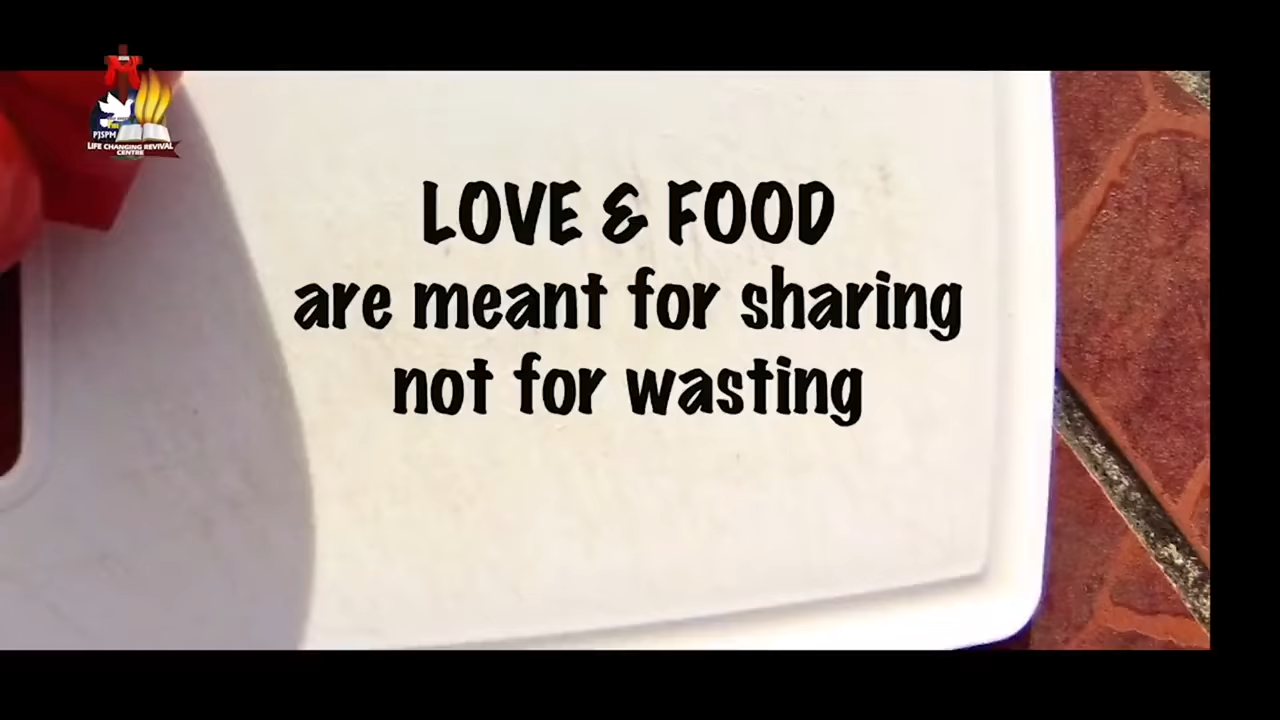 PJSPM
LIFE CHANGING REVIVAL
CENTRE
LOVE & FOOD
are meant for sharing
not for wasting